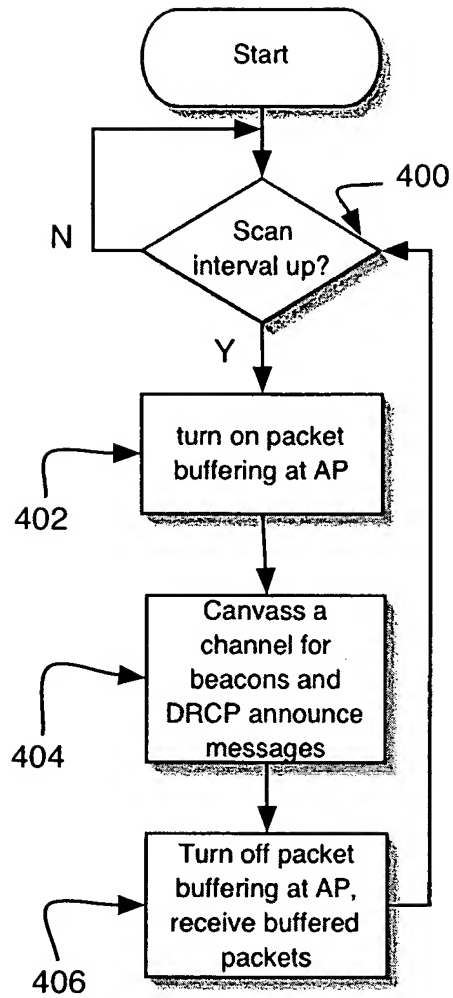 Start
400
N
Scan
interval up?
Y
turn on packet
buffering at AP
402
Canvass a
channel for
beacons and
DRCP announce
messages
404
Turn off packet
buffering at AP,
receive buffered
packets
406